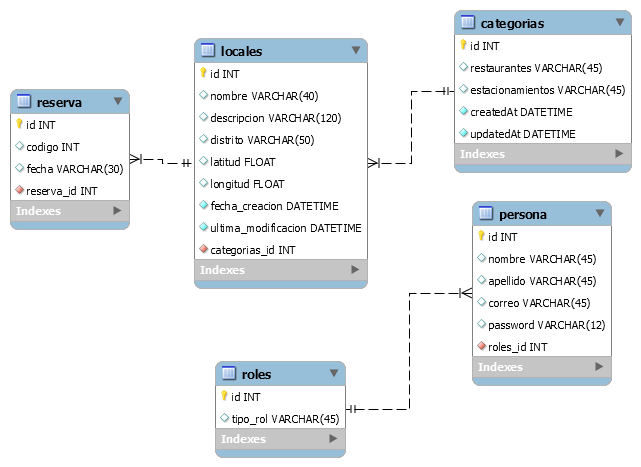 reserva
id INT
codigo INT
fecha VARCHAR(30)
reserva_id INT
Indexes
locales
id INT
nombre VARCHAR(40)
descripcion VARCHAR(120)
distrito VARCHAR(50)
latitud FLOAT
longitud FLOAT
fecha_creacion DATETIME
ultima_modificacion DATETIME
categorias_id INT
Indexes
categorias
id INT
restaurantes VARCHAR(45)
estacionamientos VARCHAR(45)
createdAt DATETIME
updatedAt DATETIME
Indexes
persona
id INT
nombre VARCHAR(45)
apellido VARCHAR(45)
correo VARCHAR(45)
password VARCHAR(12)
roles_id INT
Indexes
roles
id INT
tipo_rol VARCHAR(45)
Indexes